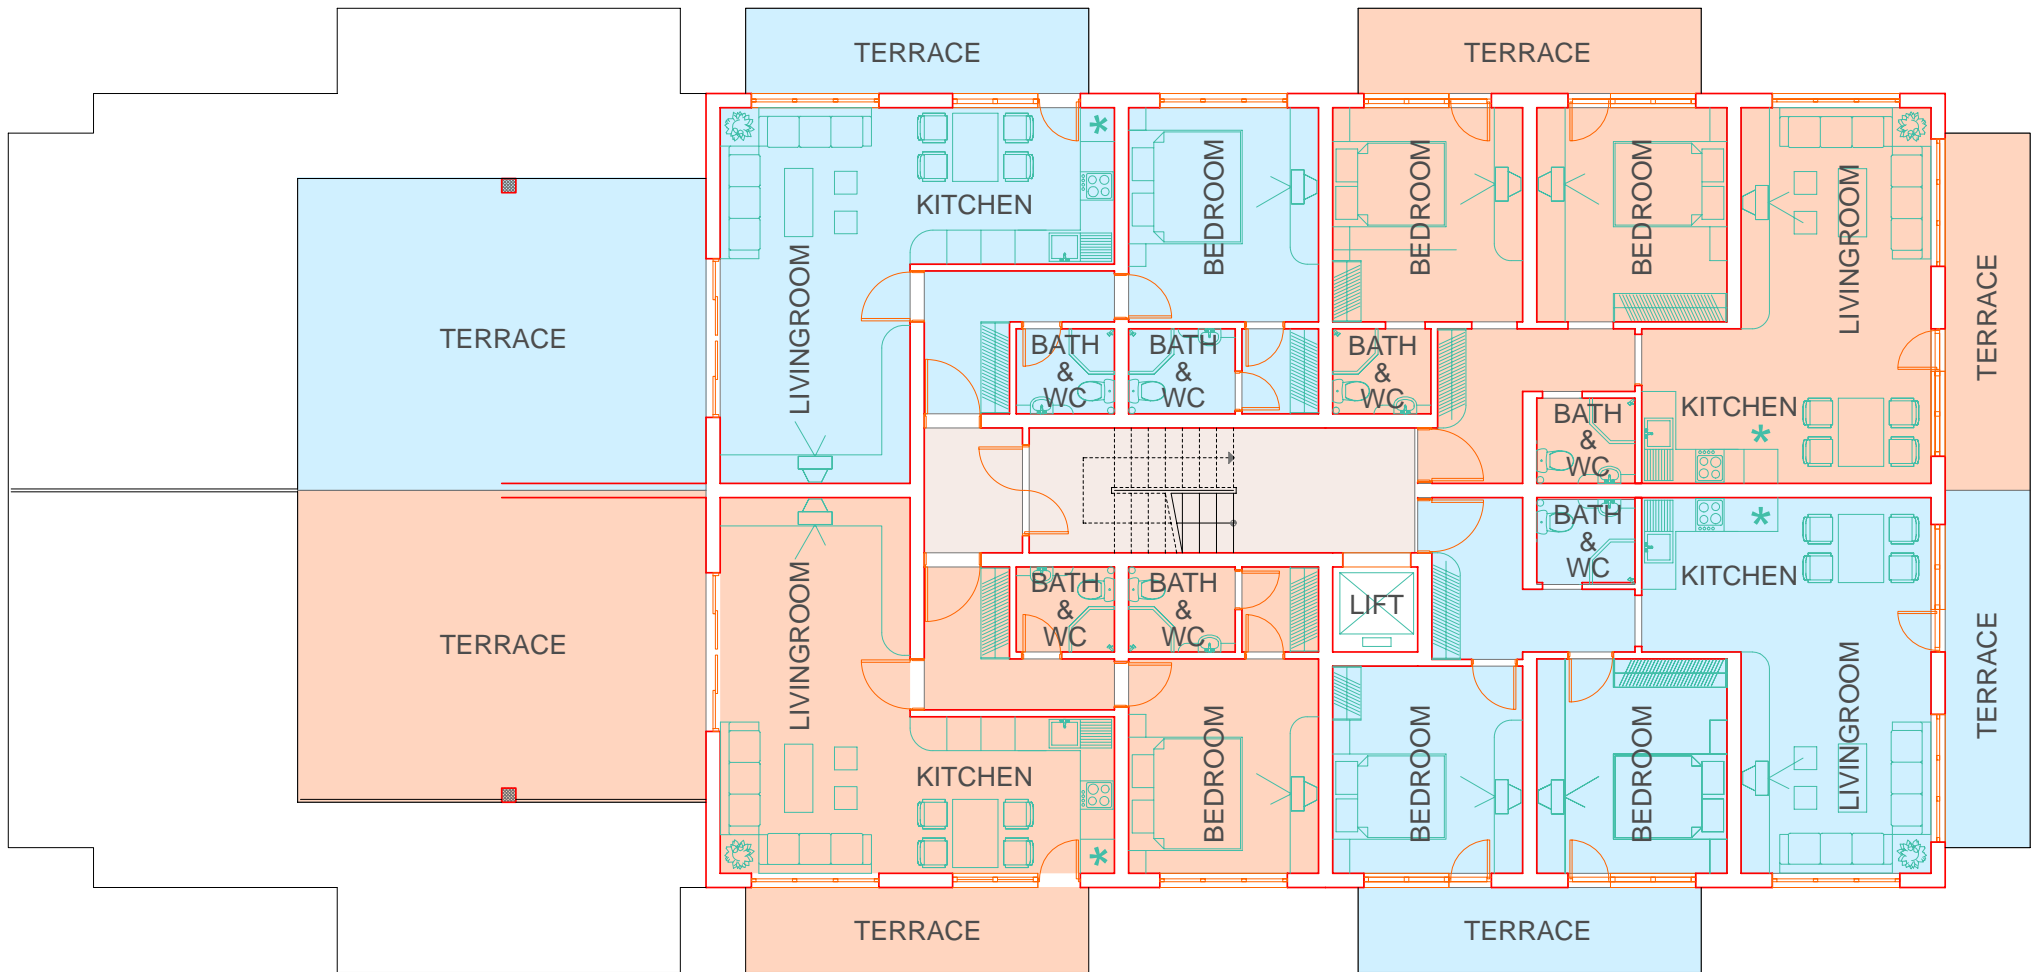 TERRACE
TERRACE
KITCHEN
BEDROOM
BEDROOM
BEDROOM
LIVINGROOM
TERRACE
LIVINGROOM
TERRACE
BATH
&
WC
BATH
&
WC
BATH
&
WC
KITCHEN
BATH
&
WC
BATH
&
WC
KITCHEN
BATH
&
WC
BATH
&
WC
LIFT
TERRACE
LIVINGROOM
LIVINGROOM
TERRACE
KITCHEN
BEDROOM
BEDROOM
BEDROOM
TERRACE
TERRACE